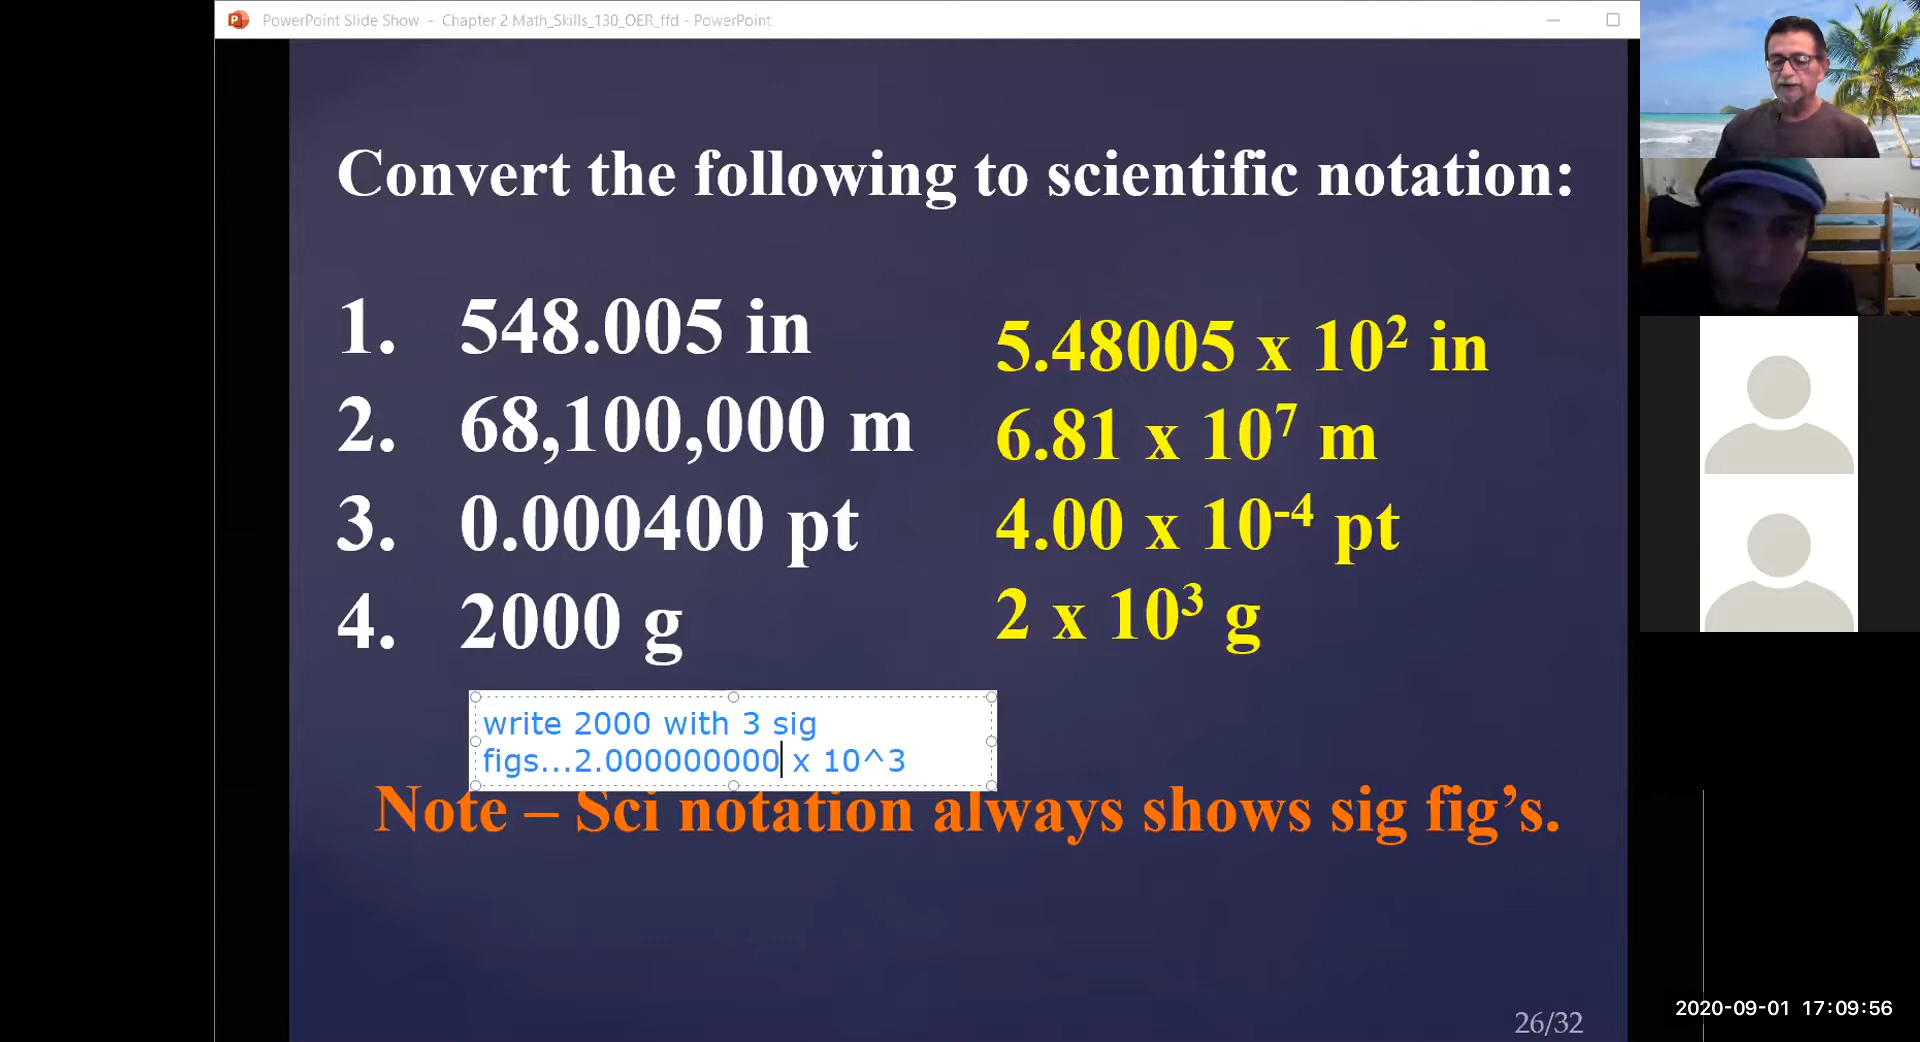 PowerPoint Slide Show - Chapter 2 Math_Skills_130_OER_ffd - PowerPoint
Convert the following to scientific notation:
1. 548.005 in
5.48005 x 10² in
2. 68,100,000 m
6.81 x 10⁷ m
3. 0.000400 pt
4.00 x 10⁻⁴ pt
4. 2000 g
2 x 10³ g
write 2000 with 3 sig
figs...2.000000000 x 10^3
Note – Sci notation always shows sig fig’s.
26/32
2020-09-01 17:09:56